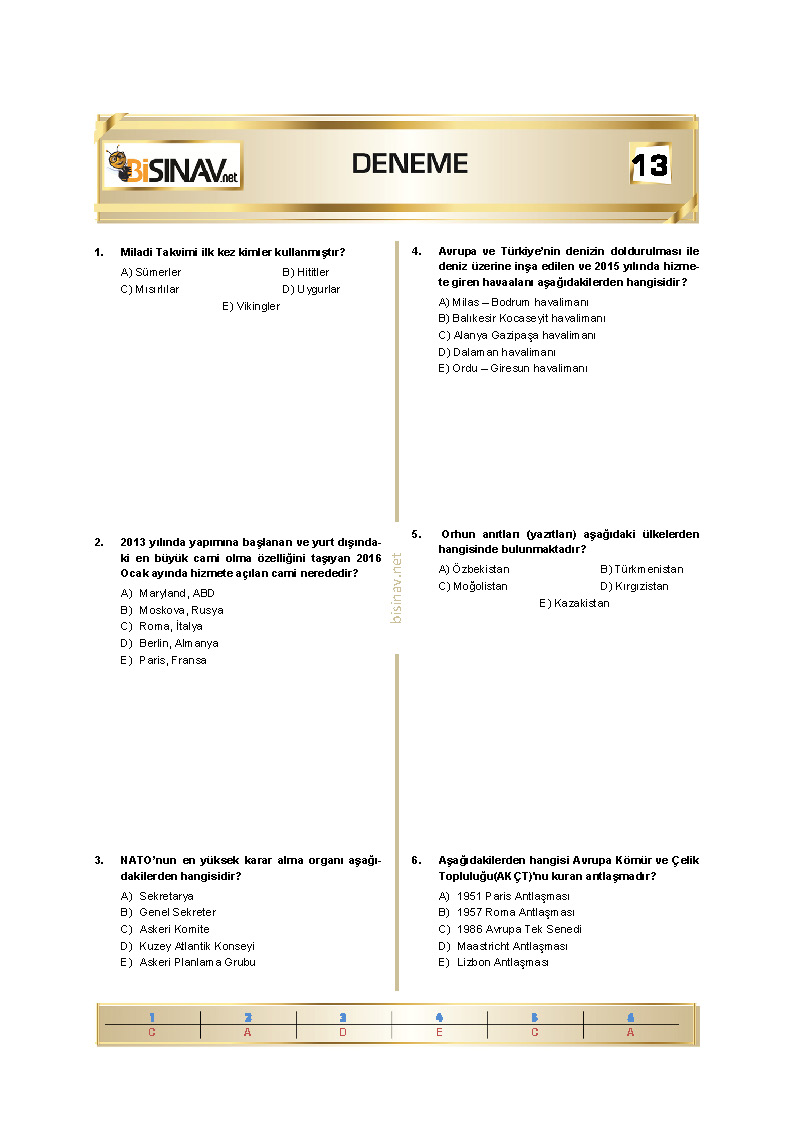 BiSINAV.net
DENEME
13
1. Miladi Takvimi ilk kez kimler kullanmıştır?
A) Sümerler B) Hititler
C) Mısırlılar D) Uygurlar
E) Vikingler
2. 2013 yılında yapımına başlanan ve yurt dışında-
ki en büyük cami olma özelliğini taşıyan 2016
Ocak ayında hizmete açılan cami nerededir?
A) Maryland, ABD
B) Moskova, Rusya
C) Roma, İtalya
D) Berlin, Almanya
E) Paris, Fransa
3. NATO’nun en yüksek karar alma organı aşağı-
dakilerden hangisidir?
A) Sekretarya
B) Genel Sekreter
C) Askeri Komite
D) Kuzey Atlantik Konseyi
E) Askeri Planlama Grubu
bisinav.net
4. Avrupa ve Türkiye’nin denizin doldurulması ile
deniz üzerine inşa edilen ve 2015 yılında hizme-
te giren havaalanı aşağıdakilerden hangisidir?
A) Milas – Bodrum havalimanı
B) Balıkesir Kocaseyit havalimanı
C) Alanya Gazipaşa havalimanı
D) Dalaman havalimanı
E) Ordu – Giresun havalimanı
5. Orhun anıtları (yazıtları) aşağıdaki ülkelerden
hangisinde bulunmaktadır?
A) Özbekistan B) Türkmenistan
C) Moğolistan D) Kırgızistan
E) Kazakistan
6. Aşağıdakilerden hangisi Avrupa Kömür ve Çelik
Topluluğu(AKÇT)'nu kuran antlaşmadır?
A) 1951 Paris Antlaşması
B) 1957 Roma Antlaşması
C) 1986 Avrupa Tek Senedi
D) Maastricht Antlaşması
E) Lizbon Antlaşması
1 2 3 4 5 6
C A D E C A